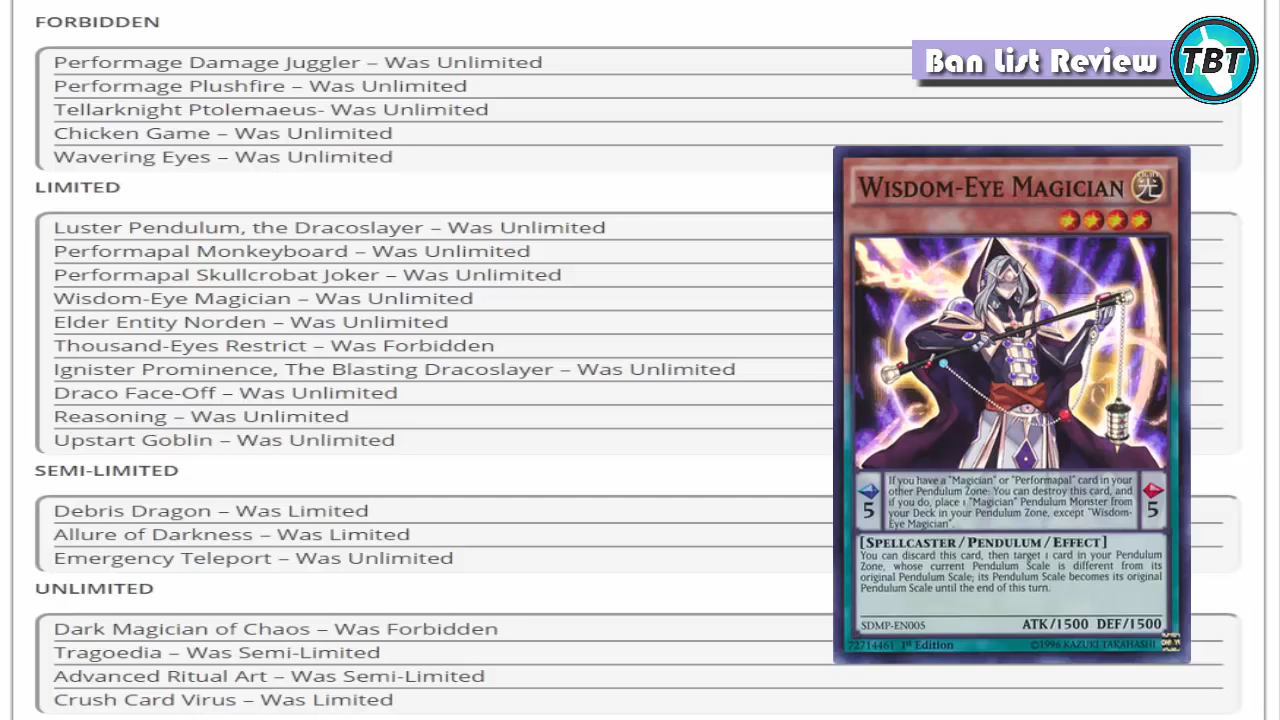 FORBIDDEN
Performage Damage Juggler – Was Unlimited
Performage Plushfire – Was Unlimited
Tellarknight Ptolemaeus- Was Unlimited
Chicken Game – Was Unlimited
Wavering Eyes – Was Unlimited
LIMITED
Luster Pendulum, the Dracoslayer – Was Unlimited
Performapal Monkeyboard – Was Unlimited
Performapal Skullcrobat Joker – Was Unlimited
Wisdom-Eye Magician – Was Unlimited
Elder Entity Norden – Was Unlimited
Thousand-Eyes Restrict – Was Forbidden
Ignister Prominence, The Blasting Dracoslayer – Was Unlimited
Draco Face-Off – Was Unlimited
Reasoning – Was Unlimited
Upstart Goblin – Was Unlimited
SEMI-LIMITED
Debris Dragon – Was Limited
Allure of Darkness – Was Limited
Emergency Teleport – Was Unlimited
UNLIMITED
Dark Magician of Chaos – Was Forbidden
Tragoedia – Was Semi-Limited
Advanced Ritual Art – Was Semi-Limited
Crush Card Virus – Was Limited
Ban List Review
TBT
WISDOM-EYE MAGICIAN
LIGHT
光
If you have a "Magician" or "Performapal" card in your
other Pendulum Zone: You can destroy this card, and
if you do, place 1 "Magician" Pendulum Monster from
your Deck in your Pendulum Zone, except "Wisdom-
Eye Magician".
5
5
[SPELLCASTER/PENDULUM/EFFECT]
You can discard this card, then target 1 card in your Pendulum
Zone, whose current Pendulum Scale is different from its
original Pendulum Scale; its Pendulum Scale becomes its original
Pendulum Scale until the end of this turn.
SDMP-EN005
ATK/1500 DEF/1500
72714461 1st Edition
©1996 KAZUKI TAKAHASHI